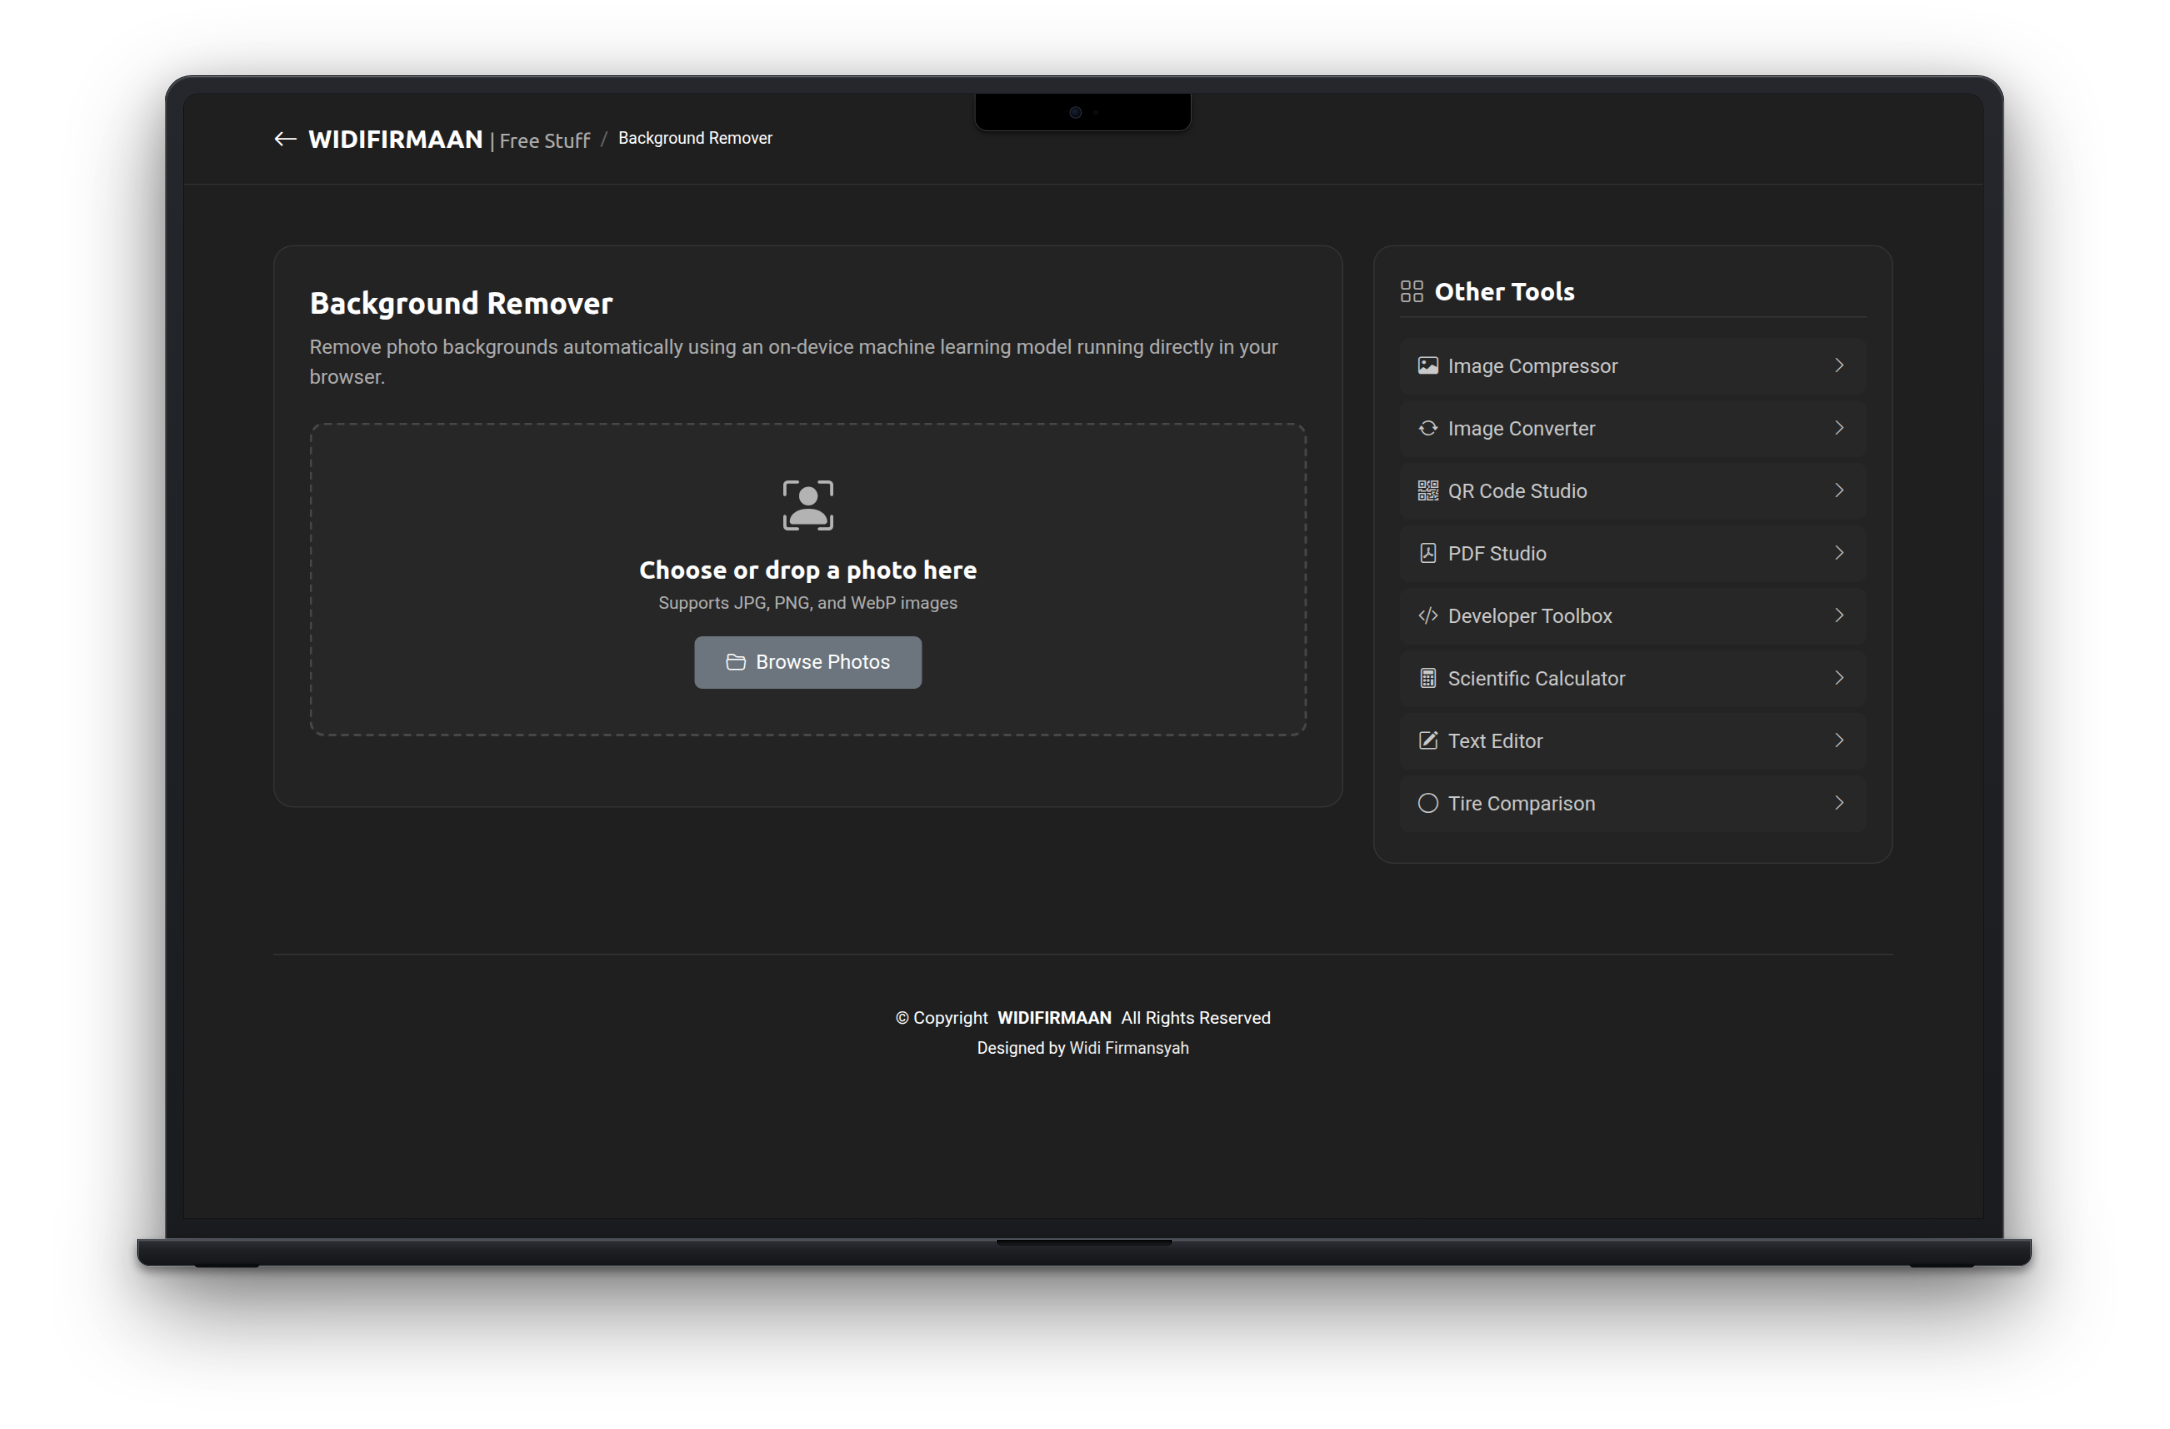 WIDIFIRMAAN | Free Stuff / Background Remover
Background Remover
Remove photo backgrounds automatically using an on-device machine learning model running directly in your
browser.
Choose or drop a photo here
Supports JPG, PNG, and WebP images
Browse Photos
Other Tools
Image Compressor
Image Converter
QR Code Studio
PDF Studio
Developer Toolbox
Scientific Calculator
Text Editor
Tire Comparison
© Copyright WIDIFIRMAAN All Rights Reserved
Designed by Widi Firmansyah